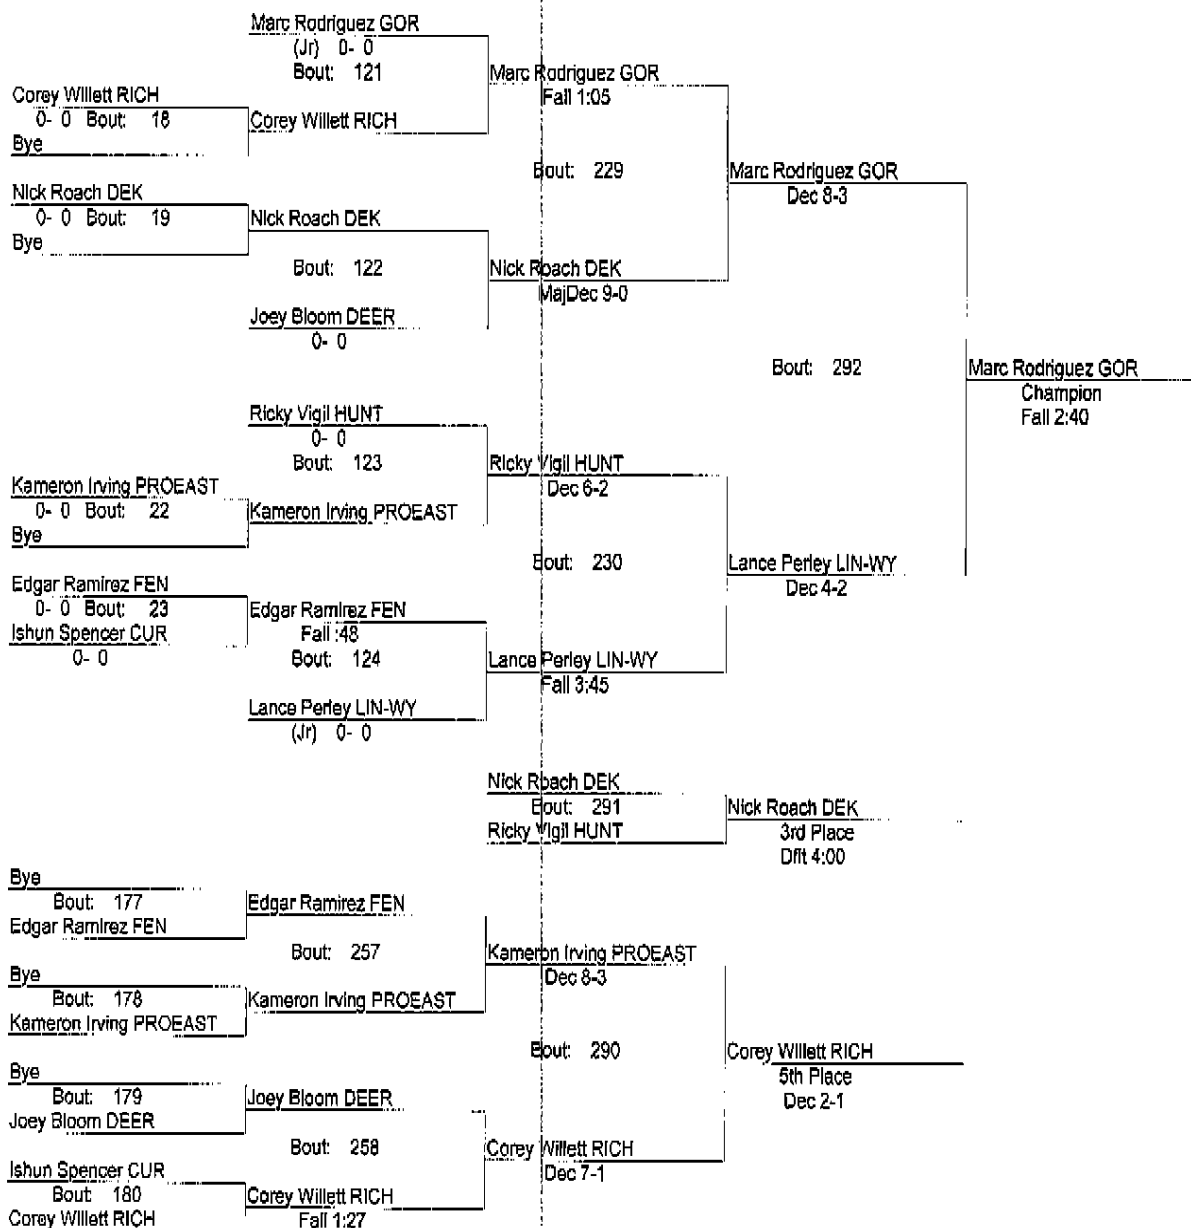 Marc Rodriguez GOR
(Jr) 0- 0
Bout: 121
Marc Rodriguez GOR
Fall 1:05
Corey Willett RICH
0- 0 Bout: 18
Corey Willett RICH
Bye
Bout: 229
Marc Rodriguez GOR
Dec 8-3
Nick Roach DEK
0- 0 Bout: 19
Nick Roach DEK
Bye
Bout: 122
Nick Roach DEK
MajDec 9-0
Joey Bloom DEER
0- 0
Bout: 292
Marc Rodriguez GOR
Champion
Fall 2:40
Ricky Vigil HUNT
0- 0
Bout: 123
Ricky Vigil HUNT
Dec 6-2
Kameron Irving PROEAST
0- 0 Bout: 22
Kameron Irving PROEAST
Bye
Bout: 230
Lance Perley LIN-WY
Dec 4-2
Edgar Ramirez FEN
0- 0 Bout: 23
Edgar Ramirez FEN
Fall :48
Ishun Spencer CUR
0- 0
Bout: 124
Lance Perley LIN-WY
Fall 3:45
Lance Perley LIN-WY
(Jr) 0- 0
Nick Roach DEK
Bout: 291
Nick Roach DEK
Ricky Vigil HUNT
3rd Place
Dflt 4:00
Bye
Bout: 177
Edgar Ramirez FEN
Edgar Ramirez FEN
Bout: 257
Kameron Irving PROEAST
Dec 8-3
Bye
Bout: 178
Kameron Irving PROEAST
Kameron Irving PROEAST
Bout: 290
Corey Willett RICH
5th Place
Dec 2-1
Bye
Bout: 179
Joey Bloom DEER
Joey Bloom DEER
Bout: 258
Corey Willett RICH
Dec 7-1
Ishun Spencer CUR
Bout: 180
Corey Willett RICH
Fall 1:27
Corey Willett RICH